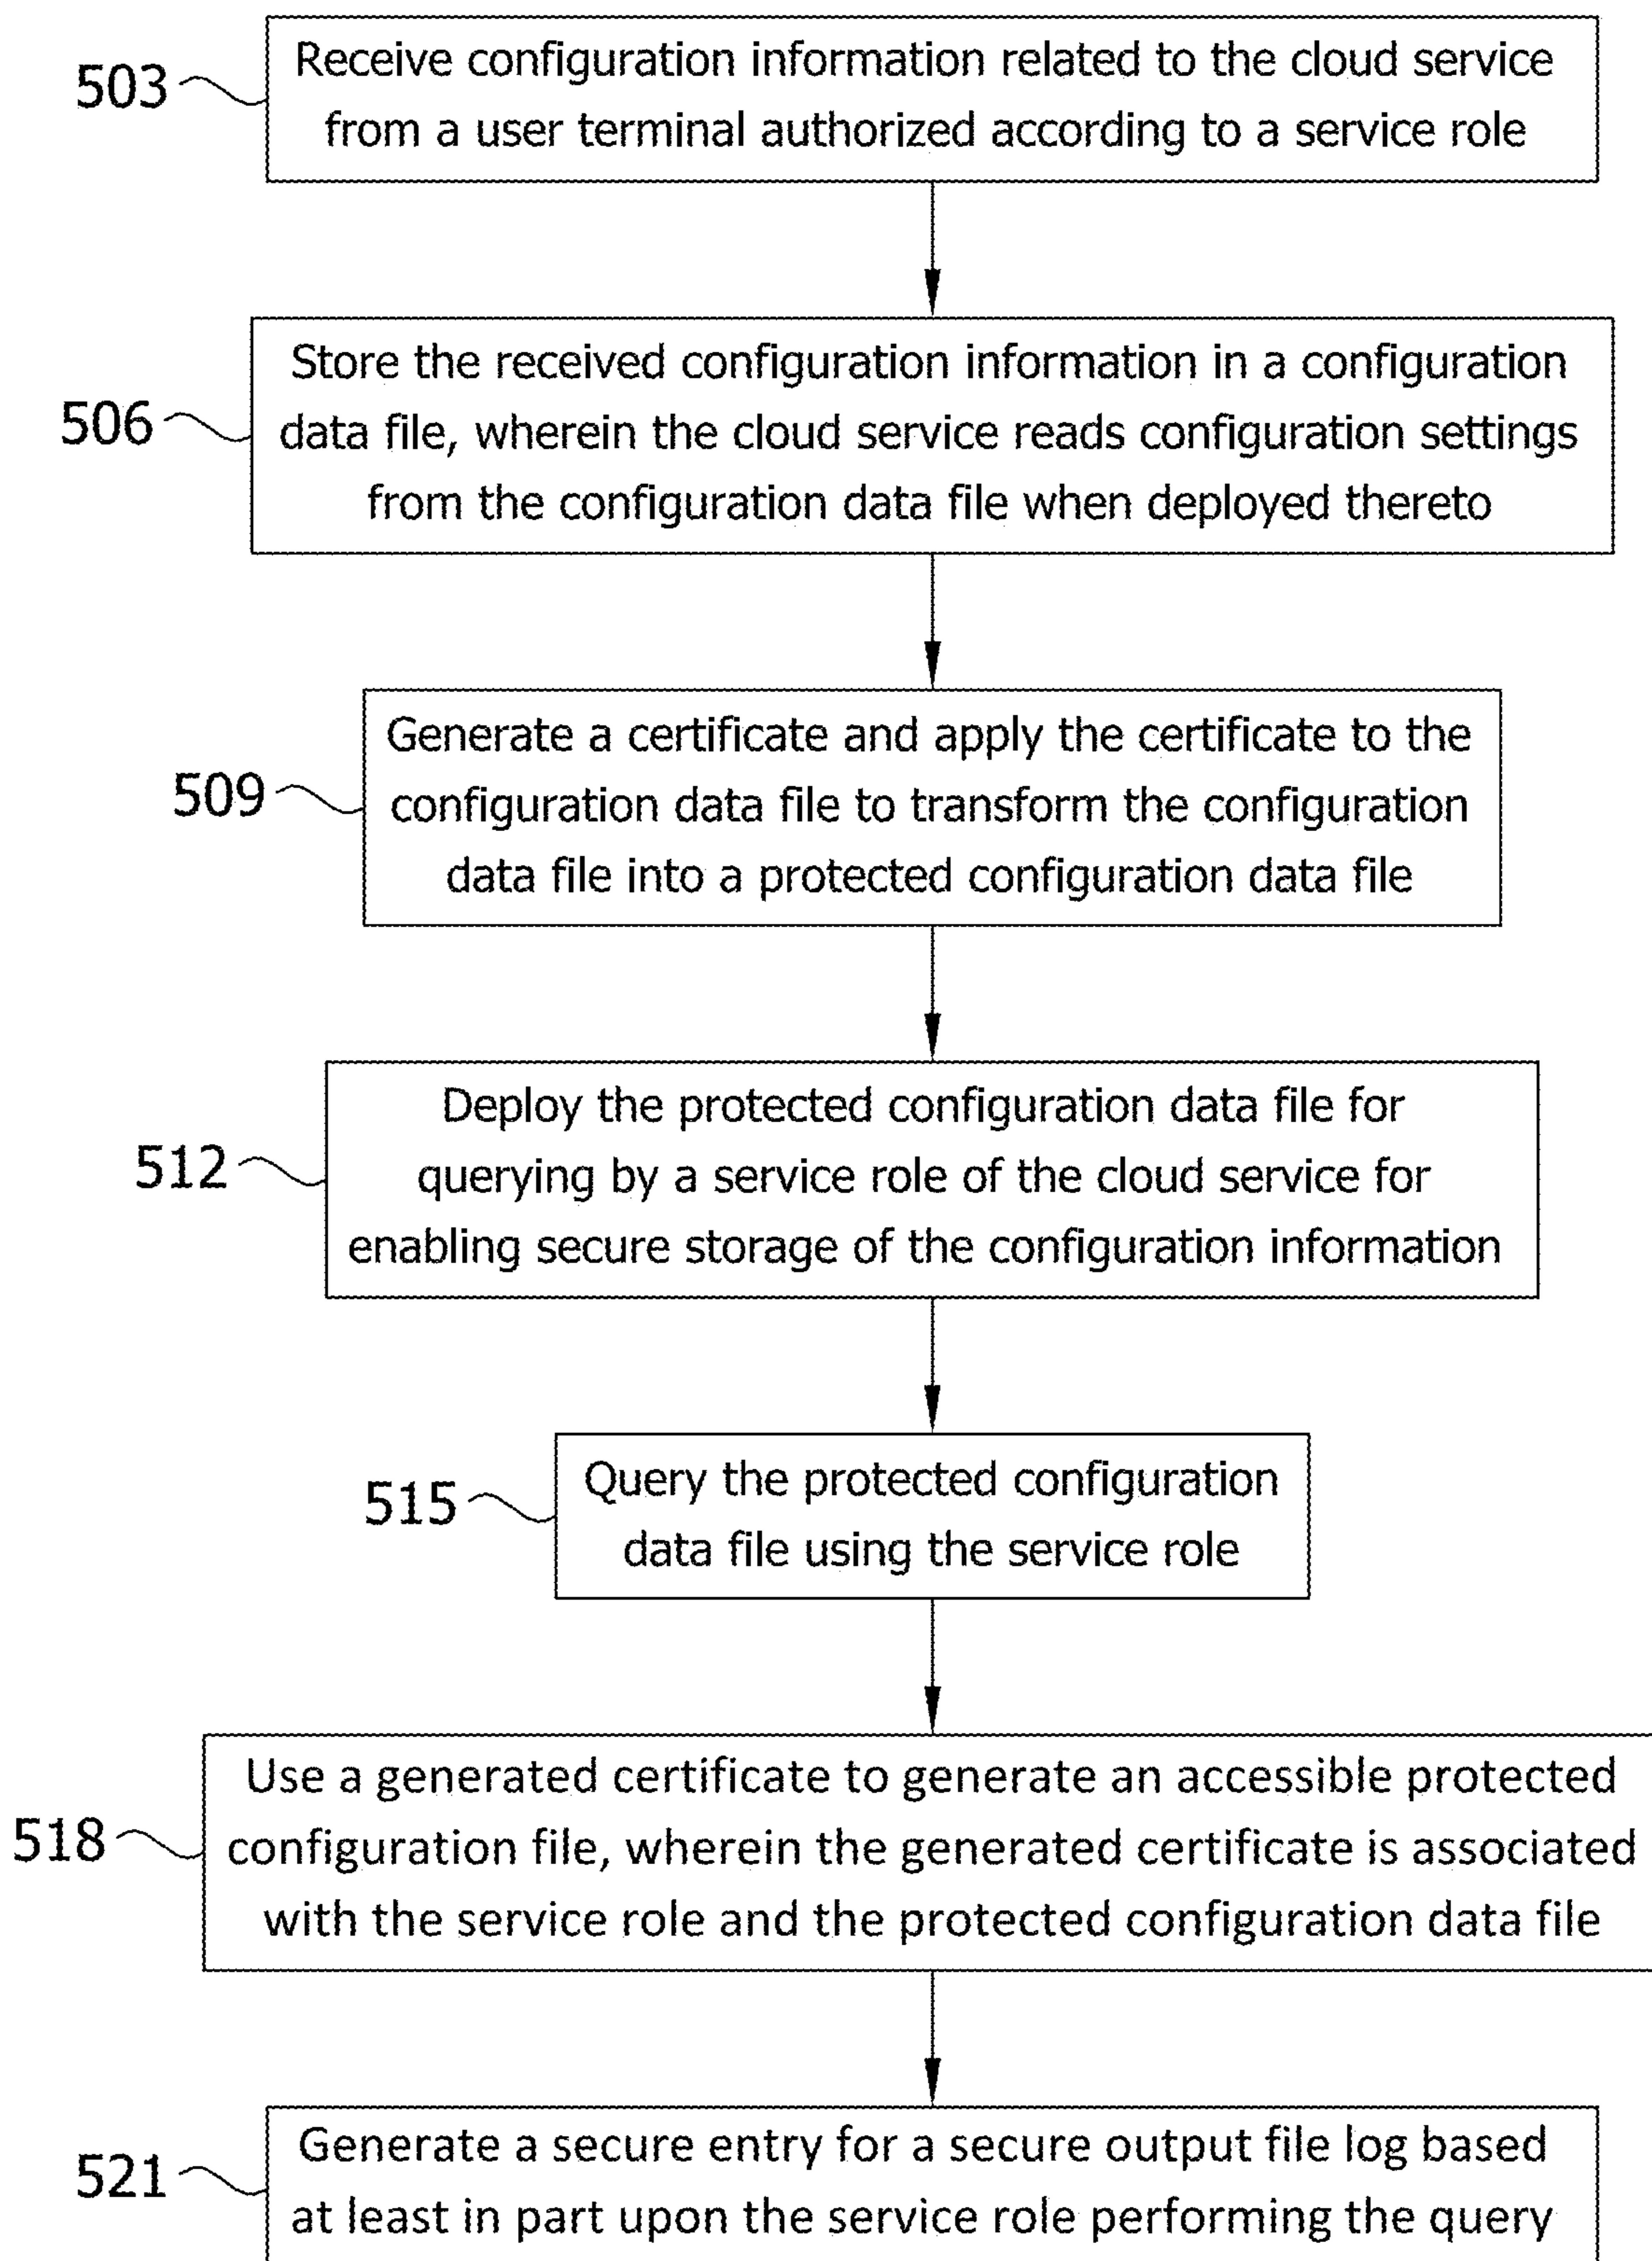 503
Receive configuration information related to the cloud service
from a user terminal authorized according to a service role
506
Store the received configuration information in a configuration
data file, wherein the cloud service reads configuration settings
from the configuration data file when deployed thereto
509
Generate a certificate and apply the certificate to the
configuration data file to transform the configuration
data file into a protected configuration data file
512
Deploy the protected configuration data file for
querying by a service role of the cloud service for
enabling secure storage of the configuration information
515
Query the protected configuration
data file using the service role
518
Use a generated certificate to generate an accessible protected
configuration file, wherein the generated certificate is associated
with the service role and the protected configuration data file
521
Generate a secure entry for a secure output file log based
at least in part upon the service role performing the query